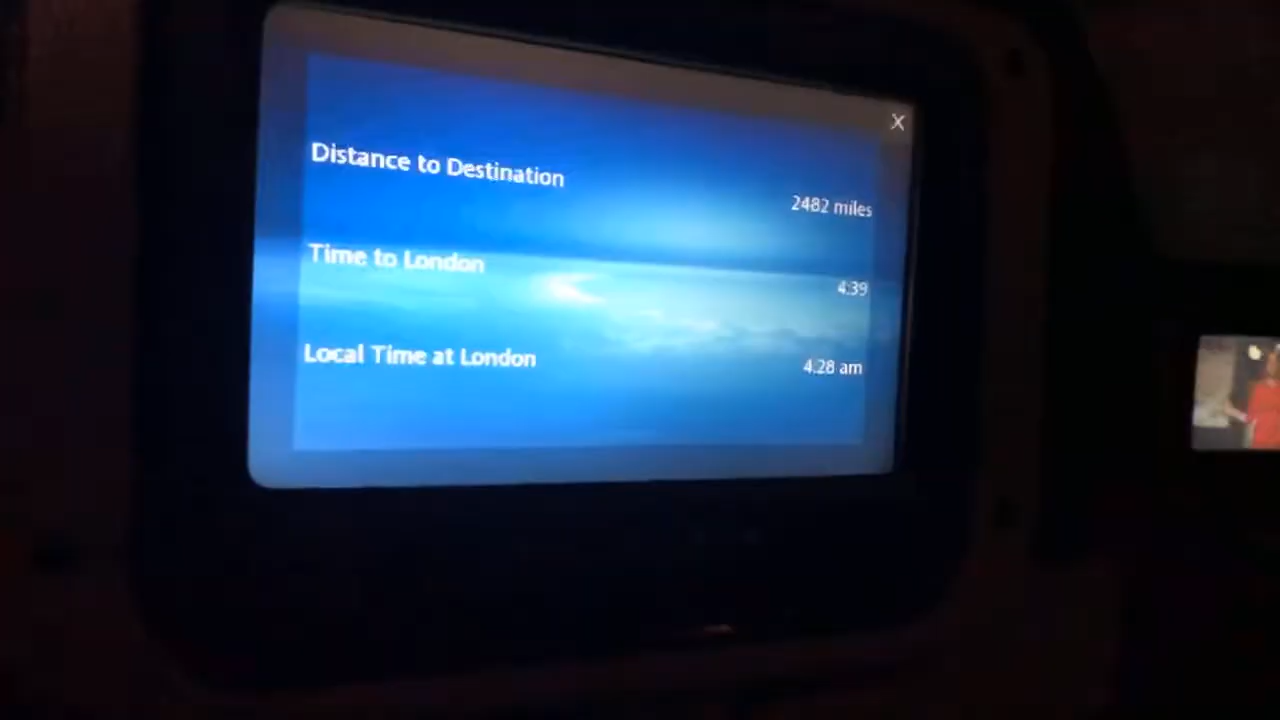 X
Distance to Destination
2482 miles
Time to London
4:39
Local Time at London
4.28 am